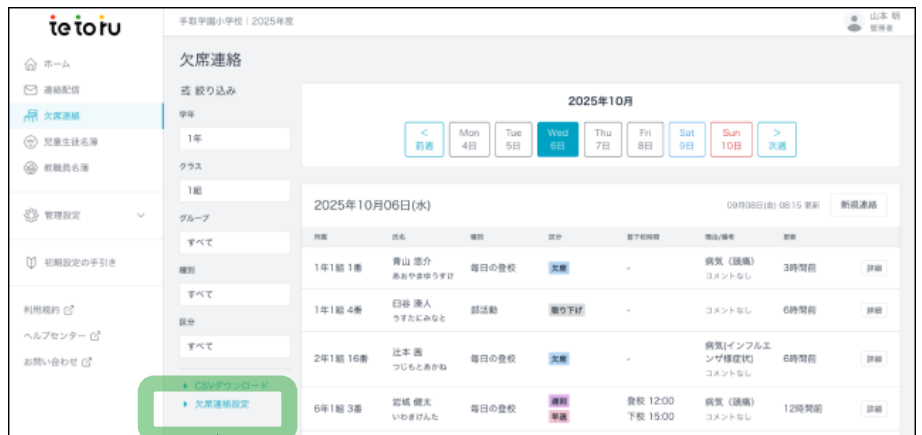 tetoru
手取学園小学校 | 2025年度
山本 明
管理者
ホーム
連絡配信
欠席連絡
児童生徒名簿
教職員名簿
管理設定
初期設定の手引き
利用規約
ヘルプセンター
お問い合わせ
欠席連絡
絞り込み
学年
1年
クラス
1組
グループ
すべて
種別
すべて
区分
すべて
CSVダウンロード
欠席連絡設定
2025年10月
< Mon Tue Wed Thu Fri Sat Sun >
前週 4日 5日 6日 7日 8日 9日 10日 次週
2025年10月06日(水) 09月08日(金) 08:15 更新 新規連絡
所属 氏名 種別 区分 登下校時間 理由/備考 更新
1年1組 1番 青山 悠介 毎日の登校 欠席 - 病気（頭痛） 3時間前 詳細
あおやまゆうすけ コメントなし
1年1組 4番 臼谷 湊人 部活動 取り下げ - コメントなし 6時間前 詳細
うすたにみなと
2年1組 16番 辻本 茜 毎日の登校 欠席 - 病気(インフルエ 6時間前 詳細
つじもとあかね ンザ様症状)
コメントなし
6年1組 3番 岩城 健太 毎日の登校 遅刻 登校 12:00 病気（頭痛） 12時間前 詳細
いわきけんた 早退 下校 15:00 コメントなし